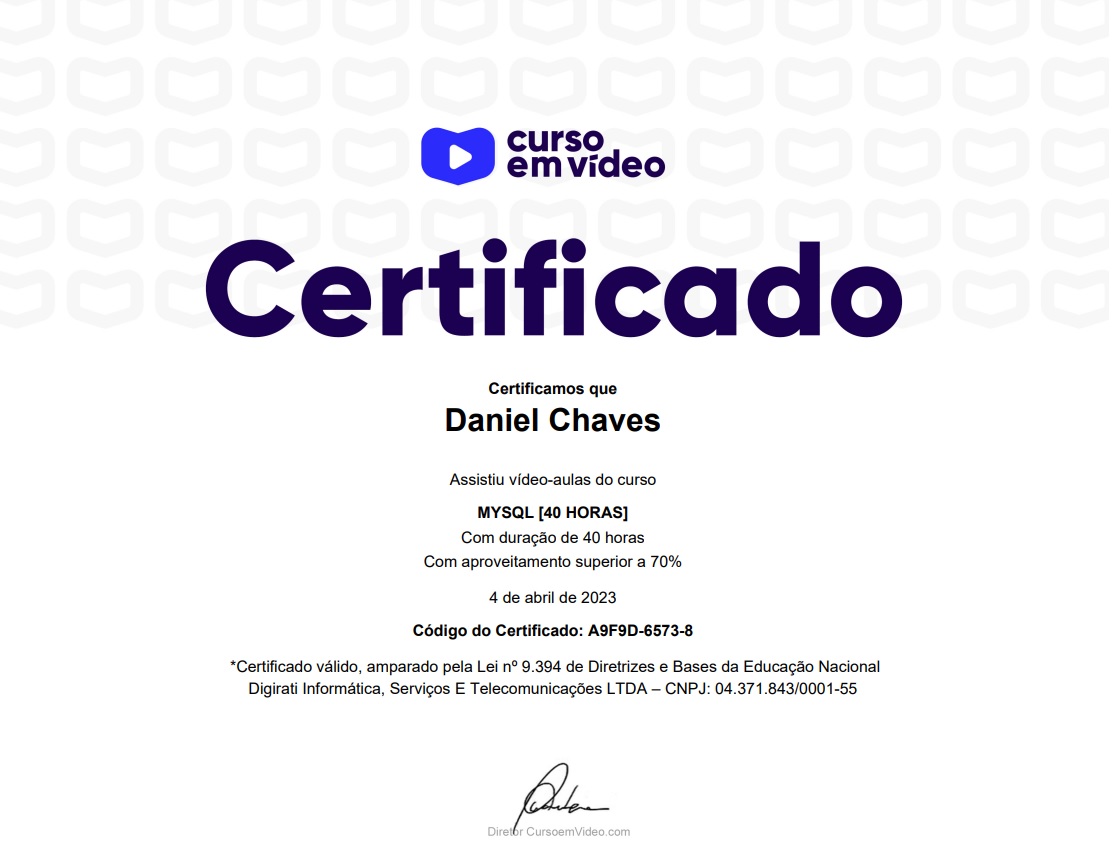 curso
em vídeo
Certificado
Certificamos que
Daniel Chaves
Assistiu vídeo-aulas do curso
MYSQL [40 HORAS]
Com duração de 40 horas
Com aproveitamento superior a 70%
4 de abril de 2023
Código do Certificado: A9F9D-6573-8
*Certificado válido, amparado pela Lei nº 9.394 de Diretrizes e Bases da Educação Nacional
Digirati Informática, Serviços E Telecomunicações LTDA – CNPJ: 04.371.843/0001-55
Diretor CursoemVideo.com